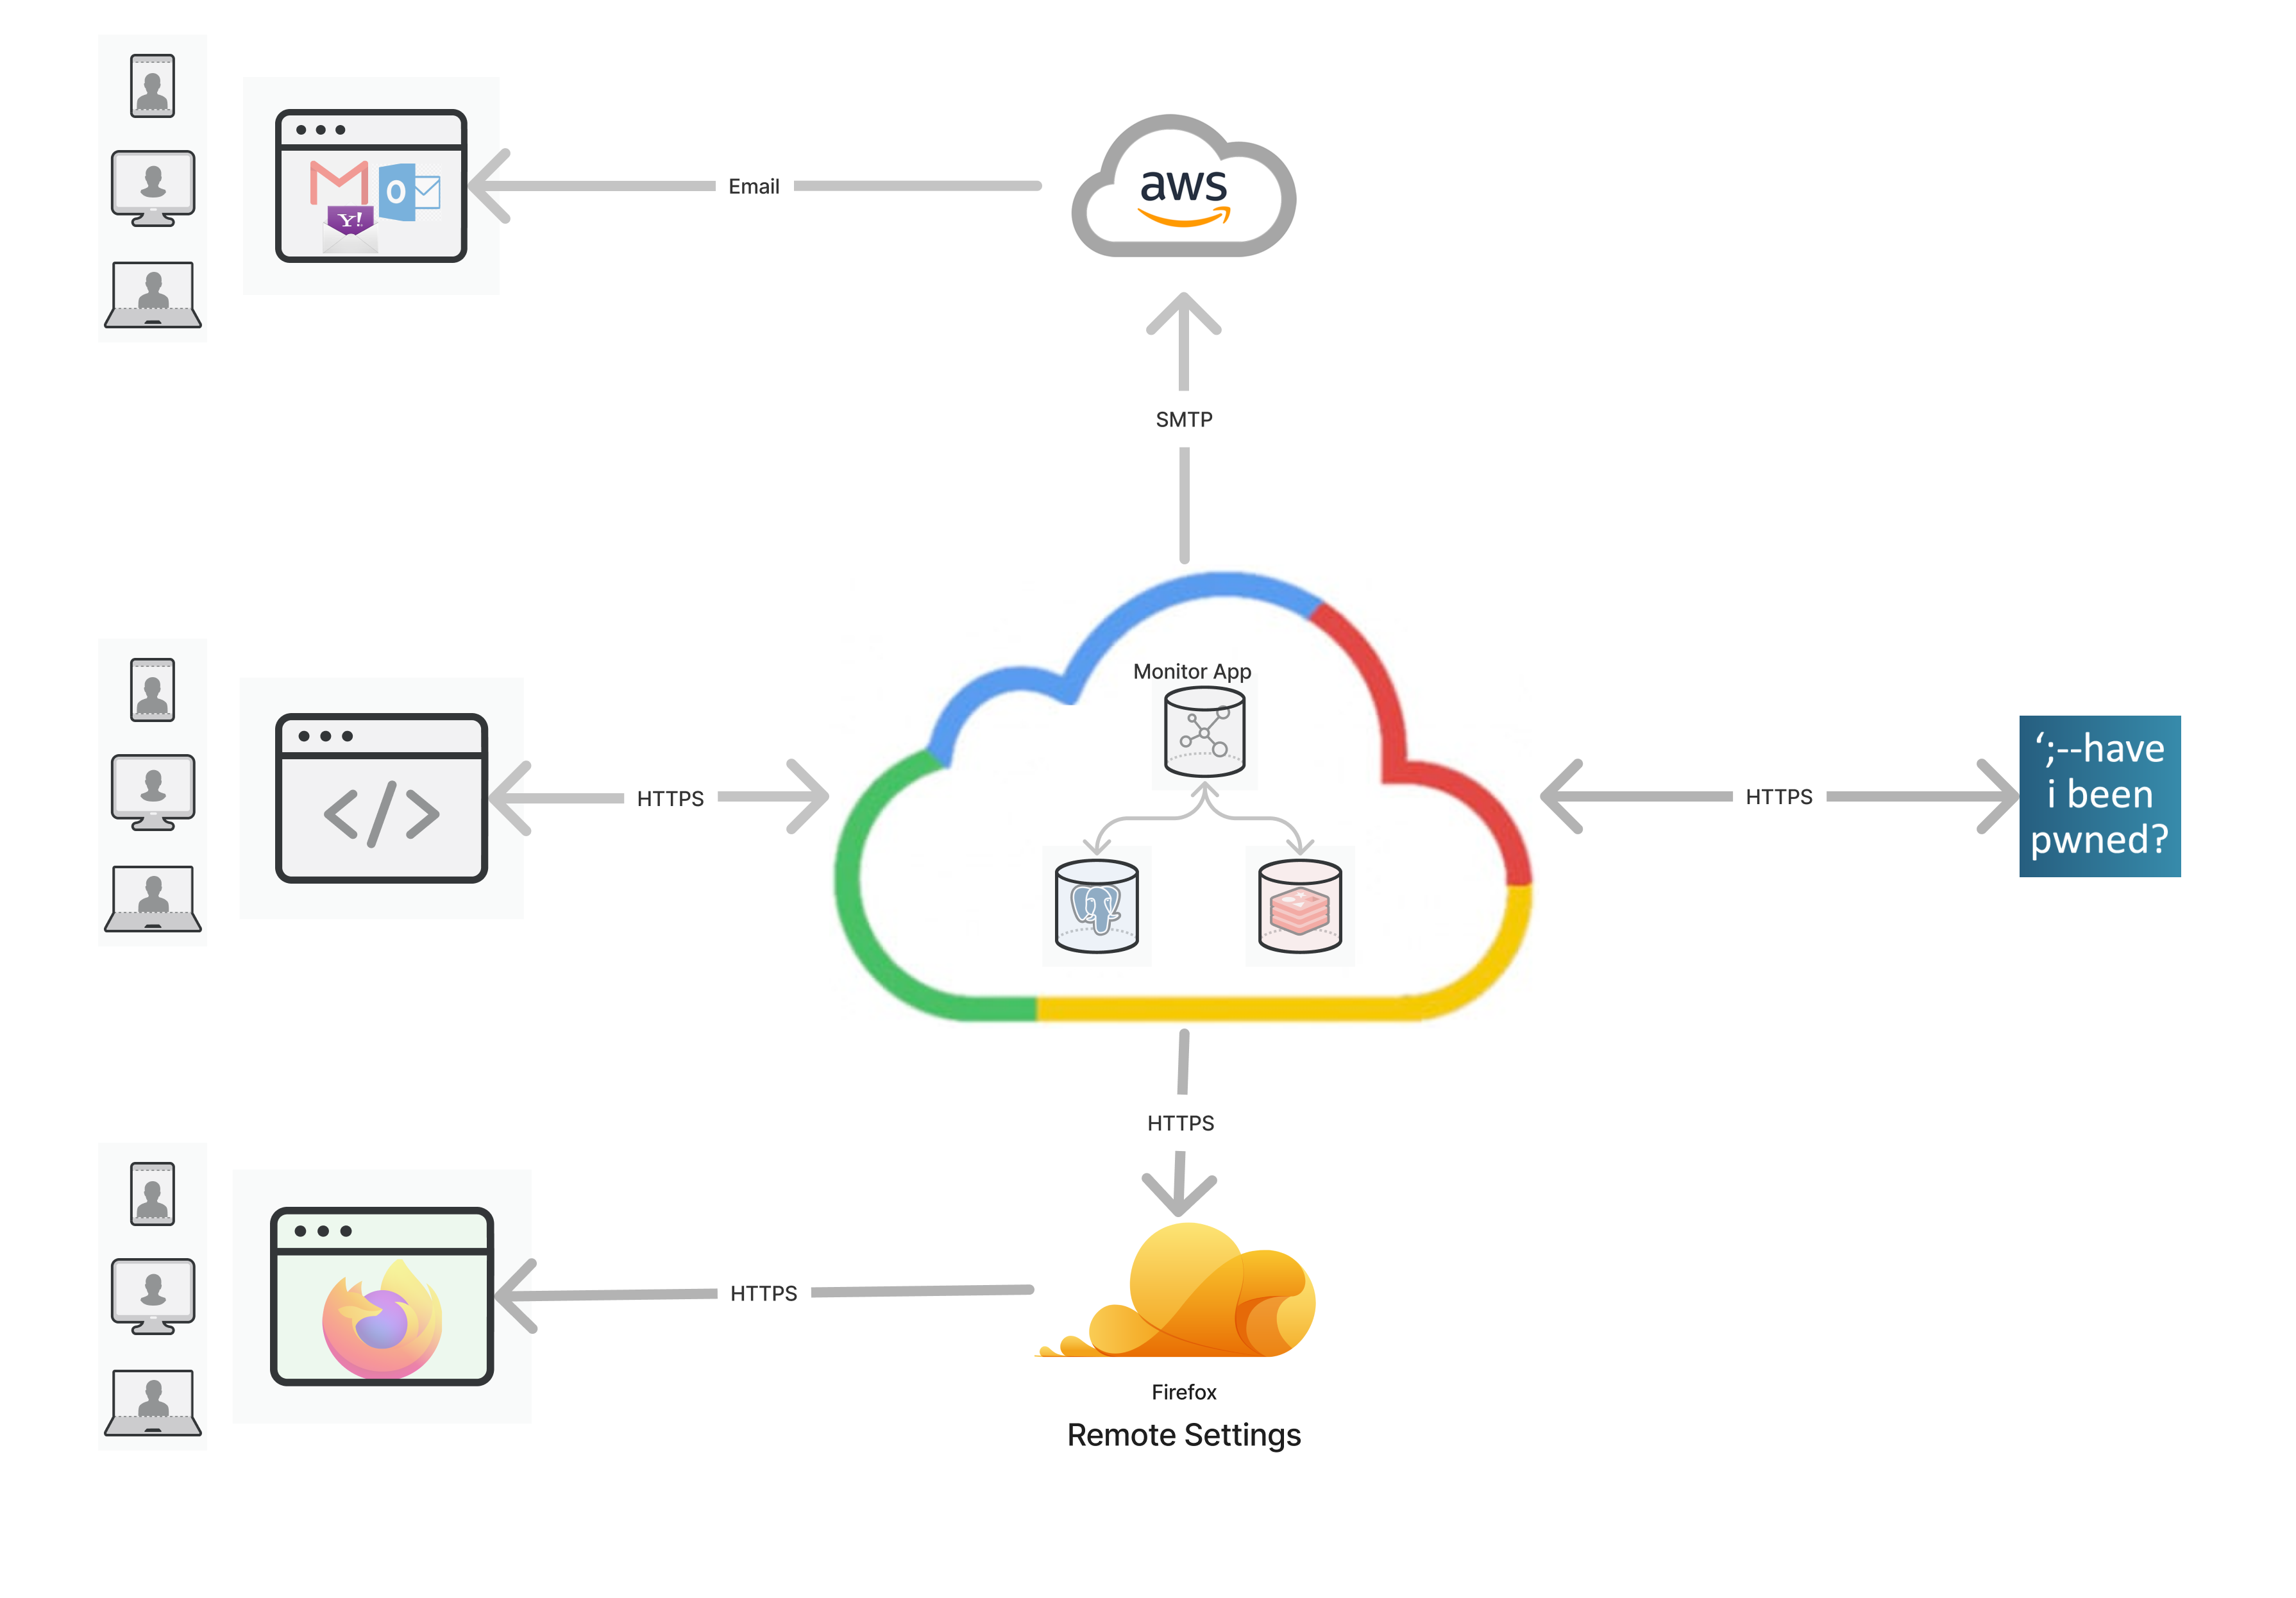 Email
aws
O
Y!
SMTP
Monitor App
HTTPS
</>
HTTPS
‘;--have
i been
pwned?
HTTPS
HTTPS
Firefox
Remote Settings